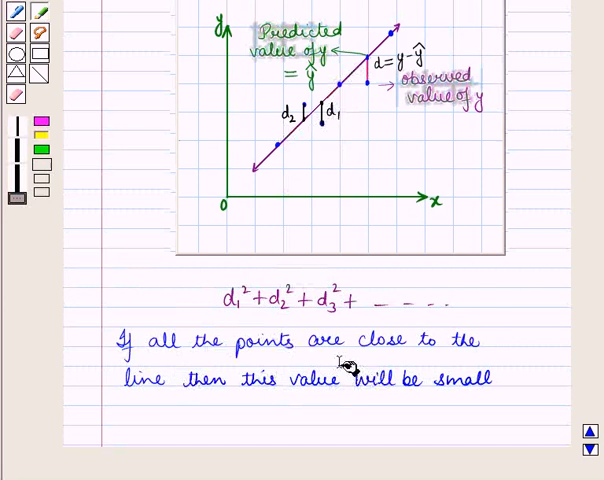 y
Predicted
value of y
= ŷ
d = y - ŷ
observed
value of y
d₂
d₁
0
x
d₁² + d₂² + d₃² + - - - -
If all the points are close to the
line then this value will be small